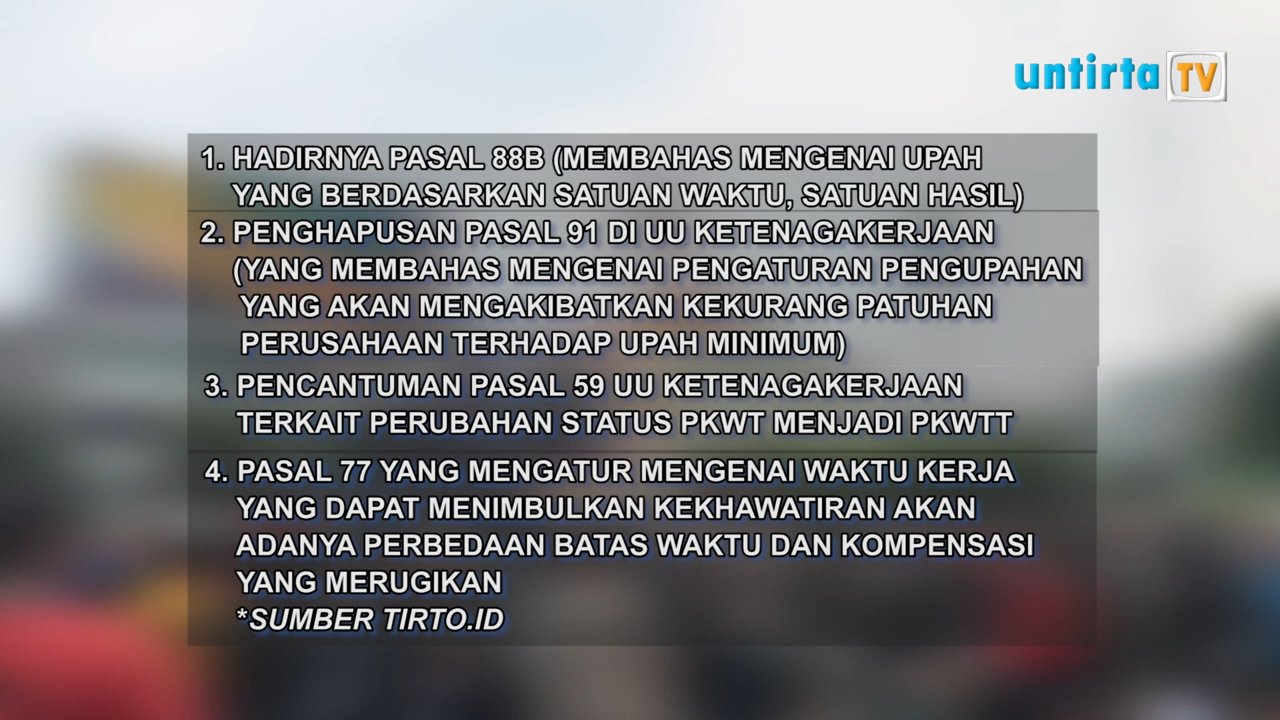 untirta TV
1. HADIRNYA PASAL 88B (MEMBAHAS MENGENAI UPAH
YANG BERDASARKAN SATUAN WAKTU, SATUAN HASIL)
2. PENGHAPUSAN PASAL 91 DI UU KETENAGAKERJAAN
(YANG MEMBAHAS MENGENAI PENGATURAN PENGUPAHAN
YANG AKAN MENGAKIBATKAN KEKURANG PATUHAN
PERUSAHAAN TERHADAP UPAH MINIMUM)
3. PENCANTUMAN PASAL 59 UU KETENAGAKERJAAN
TERKAIT PERUBAHAN STATUS PKWT MENJADI PKWTT
4. PASAL 77 YANG MENGATUR MENGENAI WAKTU KERJA
YANG DAPAT MENIMBULKAN KEKHAWATIRAN AKAN
ADANYA PERBEDAAN BATAS WAKTU DAN KOMPENSASI
YANG MERUGIKAN
*SUMBER TIRTO.ID